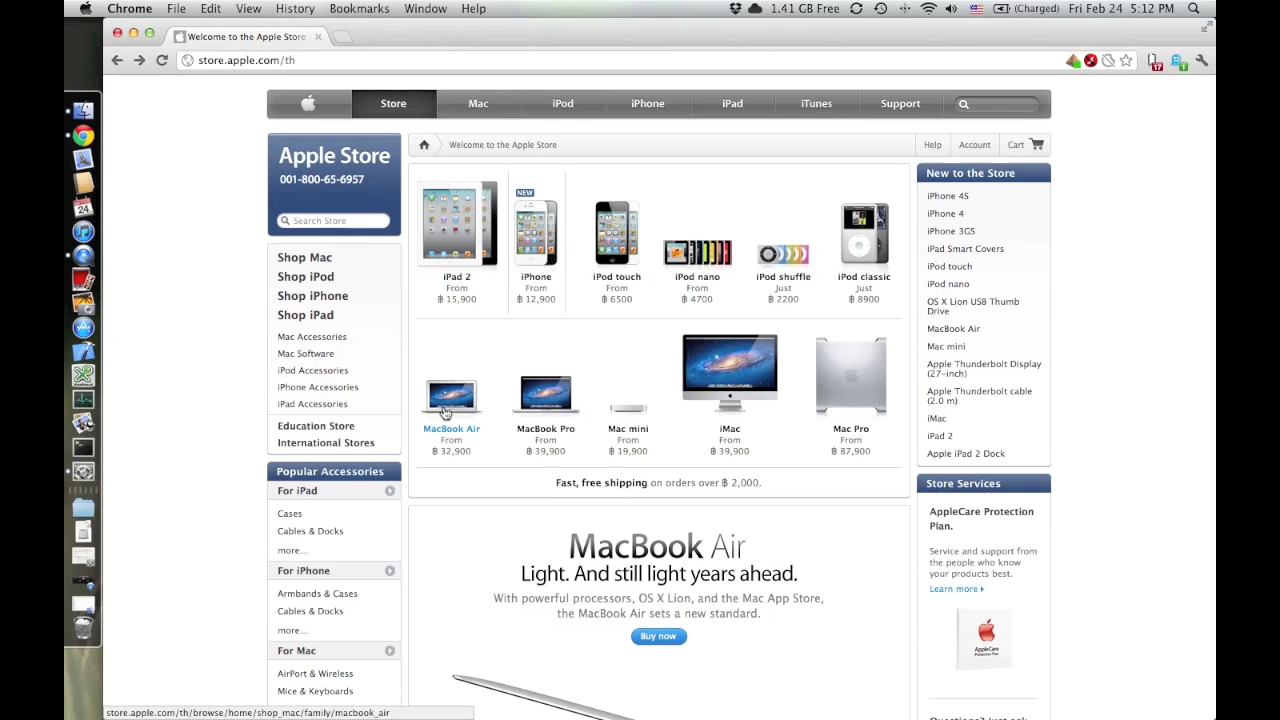 Chrome File Edit View History Bookmarks Window Help
1.41 GB Free (Charged) Fri Feb 24 5:12 PM
Welcome to the Apple Store
store.apple.com/th
17 1
24
Store Mac iPod iPhone iPad iTunes Support
Apple Store
001-800-65-6957
Search Store
Welcome to the Apple Store
Help Account Cart
Shop Mac
Shop iPod
Shop iPhone
Shop iPad
Mac Accessories
Mac Software
iPod Accessories
iPhone Accessories
iPad Accessories
Education Store
International Stores
Popular Accessories
For iPad
Cases
Cables & Docks
more...
For iPhone
Armbands & Cases
Cables & Docks
more...
For Mac
AirPort & Wireless
Mice & Keyboards
NEW
iPad 2 iPhone iPod touch iPod nano iPod shuffle iPod classic
From From From From Just Just
฿ 15,900 ฿ 12,900 ฿ 6500 ฿ 4700 ฿ 2200 ฿ 8900
MacBook Air MacBook Pro Mac mini iMac Mac Pro
From From From From From
฿ 32,900 ฿ 39,900 ฿ 19,900 ฿ 39,900 ฿ 87,900
Fast, free shipping on orders over ฿ 2,000.
MacBook Air
Light. And still light years ahead.
With powerful processors, OS X Lion, and the Mac App Store,
the MacBook Air sets a new standard.
Buy now
New to the Store
iPhone 4S
iPhone 4
iPhone 3GS
iPad Smart Covers
iPod touch
iPod nano
OS X Lion USB Thumb
Drive
MacBook Air
Mac mini
Apple Thunderbolt Display
(27-inch)
Apple Thunderbolt cable
(2.0 m)
iMac
iPad 2
Apple iPad 2 Dock
Store Services
AppleCare Protection
Plan.
Service and support from
the people who know
your products best.
Learn more
AppleCare
Protection Plan
store.apple.com/th/browse/home/shop_mac/family/macbook_air